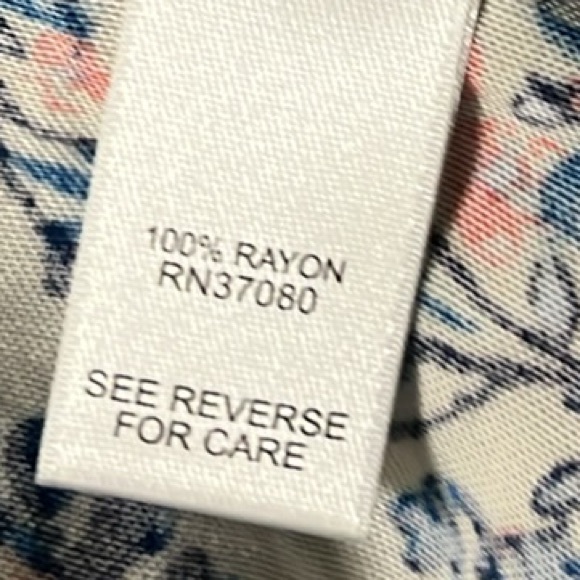 100% RAYON
RN37080
SEE REVERSE
FOR CARE